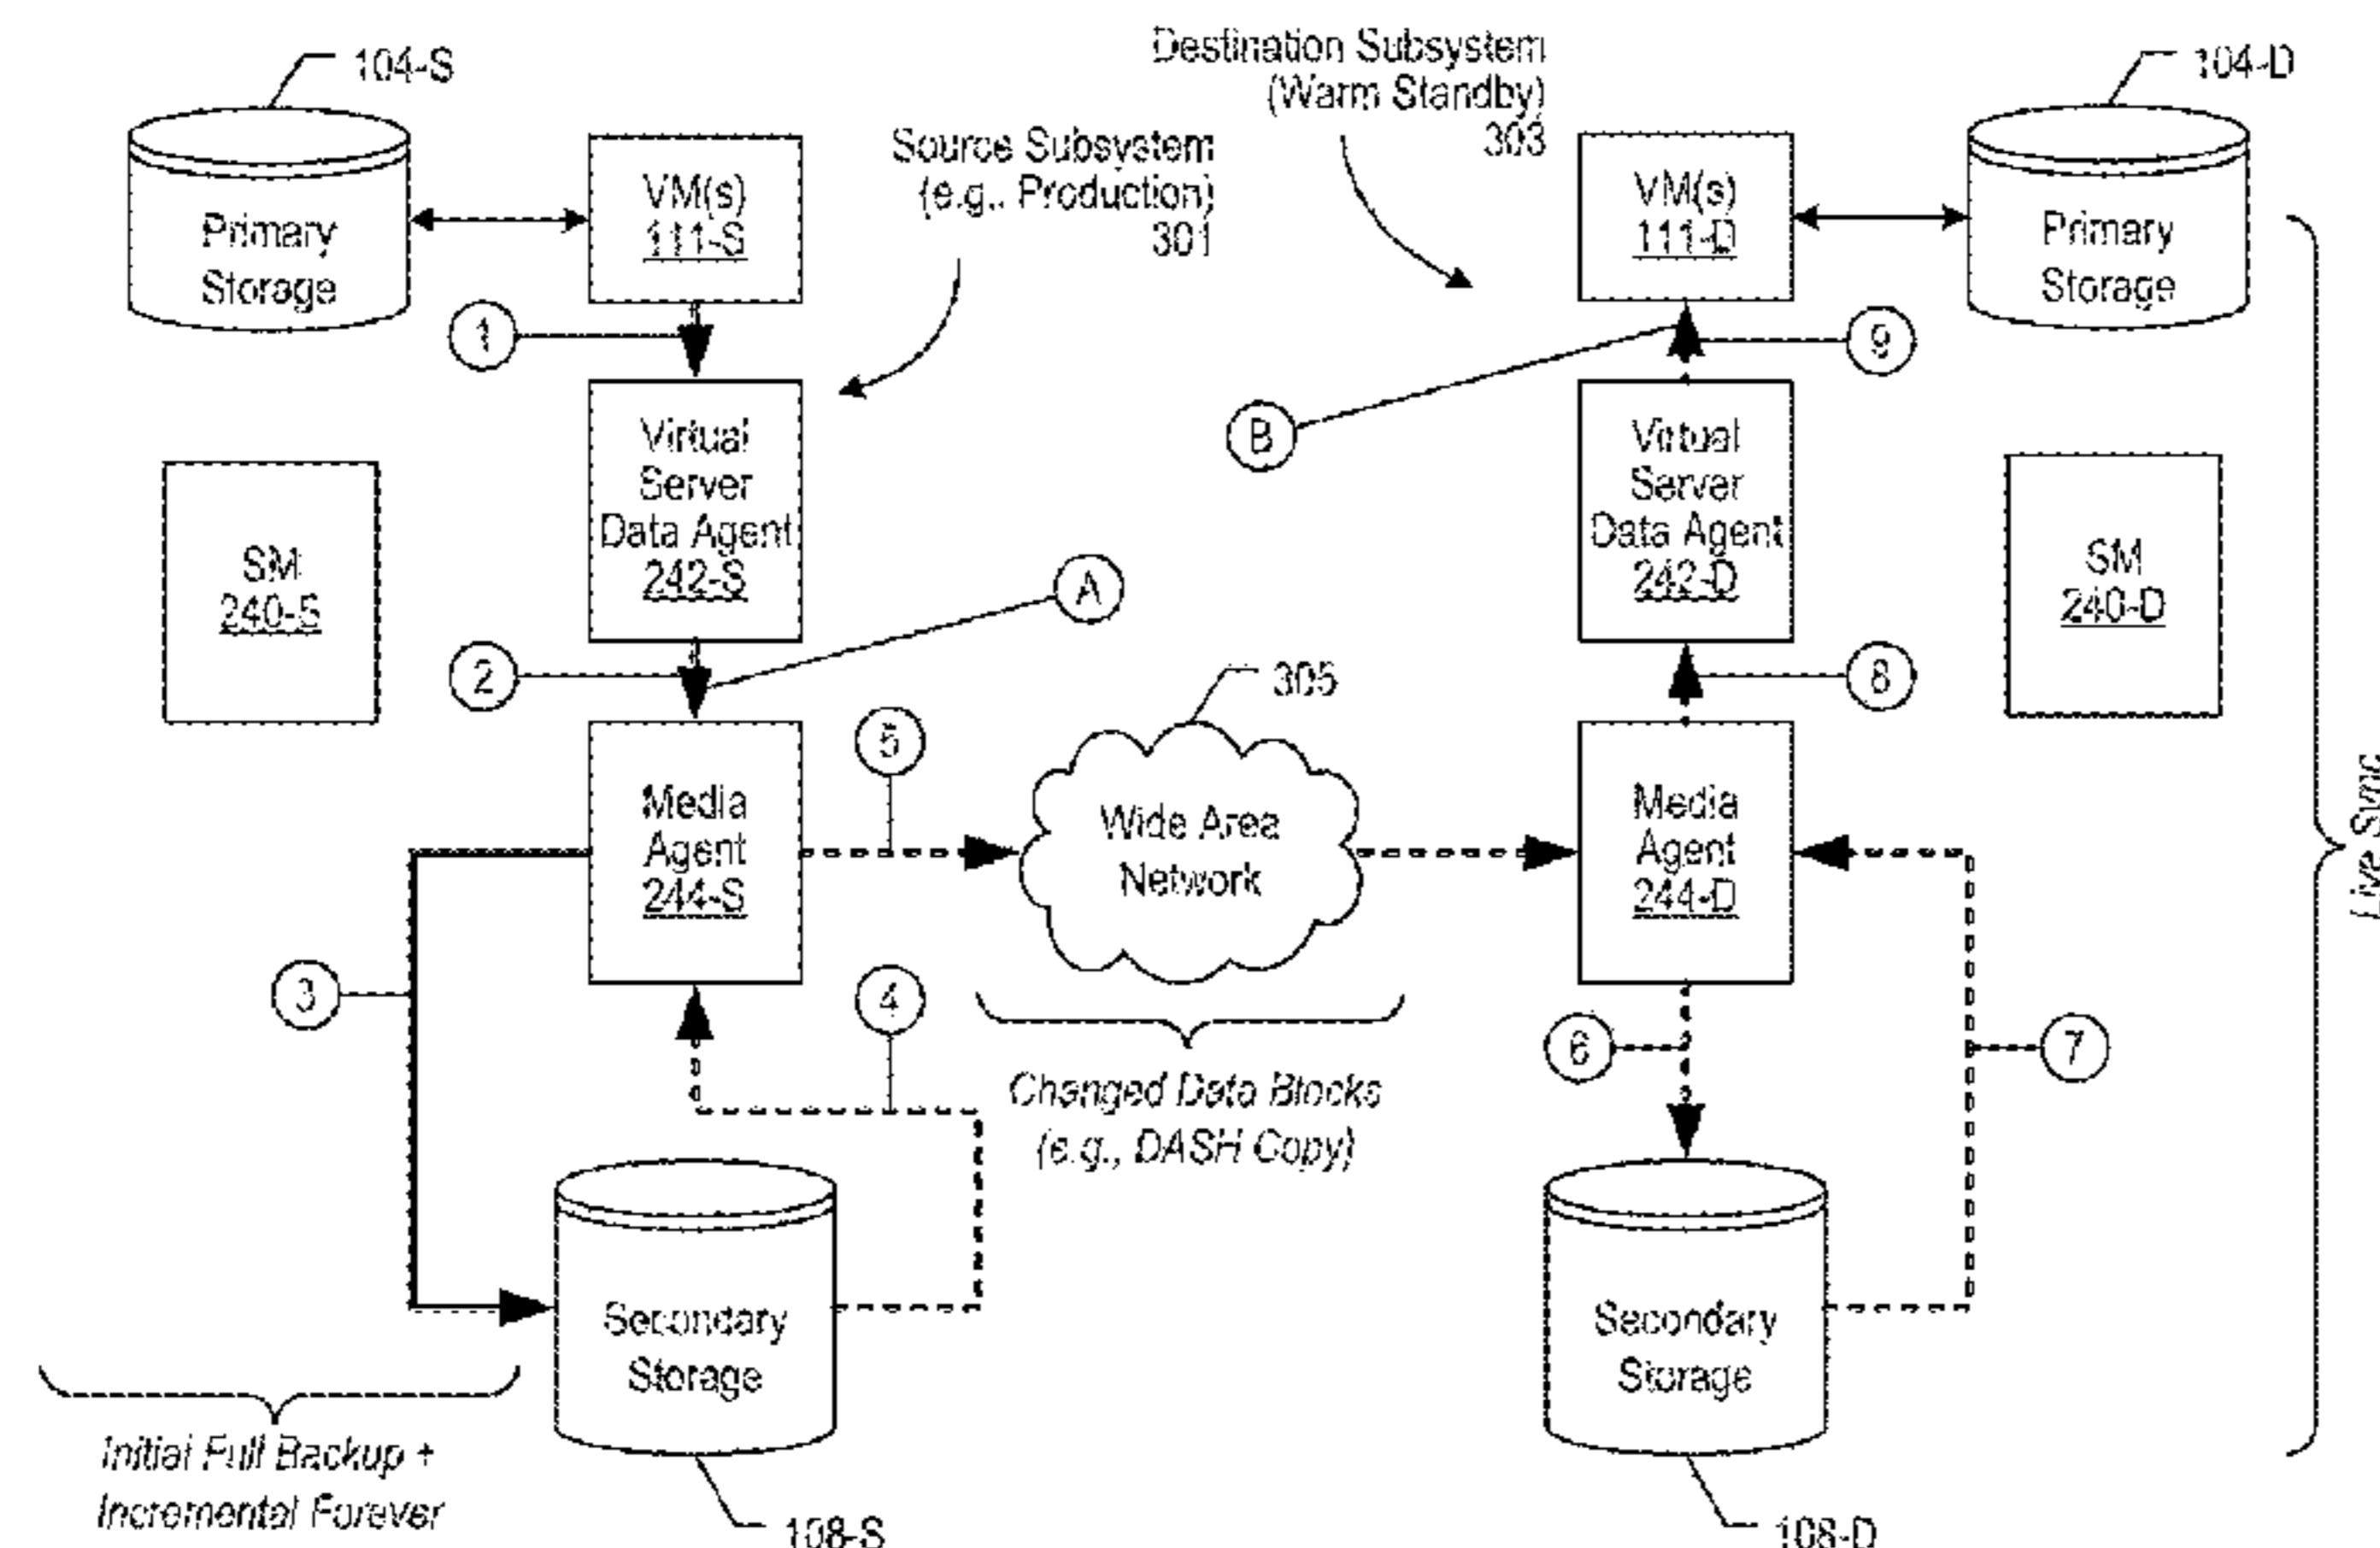 104-S
Primary
Storage
VM(s)
111-S
Source Subsystem
(e.g., Production)
301
Destination Subsystem
(Warm Standby)
303
VM(s)
111-D
104-D
Primary
Storage
1
9
B
Virtual
Server
Data Agent
242-S
SM
240-S
A
2
Virtual
Server
Data Agent
242-D
SM
240-D
8
305
5
Media
Agent
244-S
Wide Area
Network
Media
Agent
244-D
Live Sync
3
4
6
7
Changed Data Blocks
(e.g., DASH Copy)
Secondary
Storage
Secondary
Storage
Initial Full Backup +
Incremental Forever
108-S
108-D